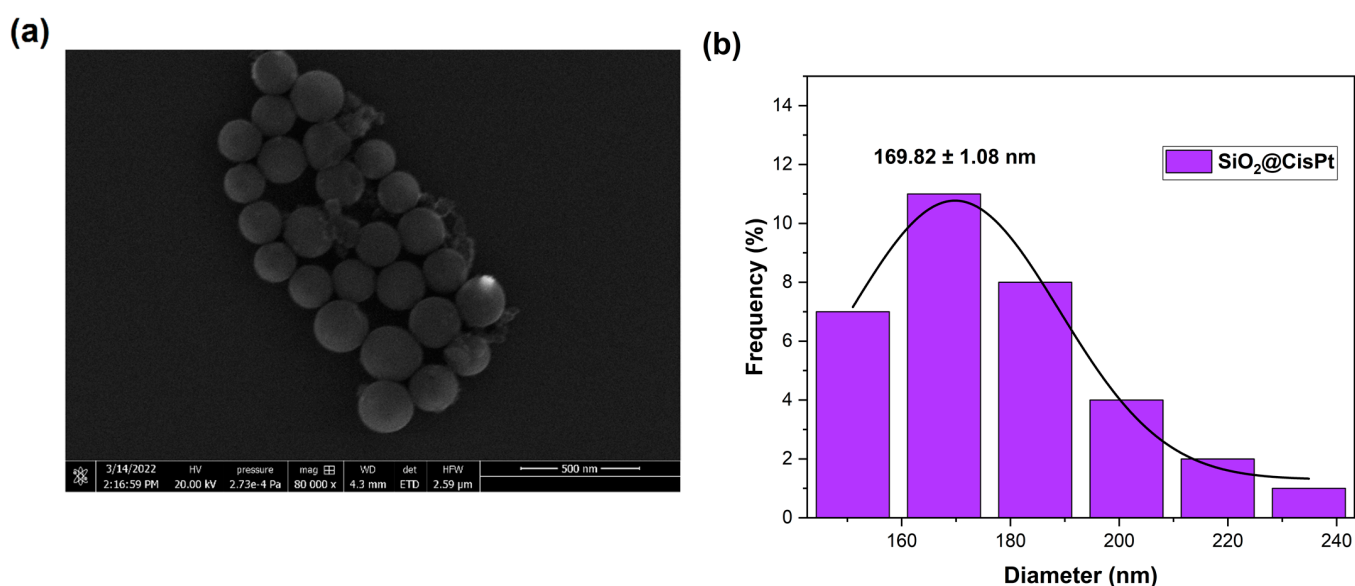 (a)
3/14/2022 HV pressure mag WD det HFW 500 nm
2:16:59 PM 20.00 kV 2.73e-4 Pa 80 000 x 4.3 mm ETD 2.59 µm
(b)
14
12
10
8
6
4
2
0
Frequency (%)
169.82 ± 1.08 nm
SiO₂@CisPt
160 180 200 220 240
Diameter (nm)